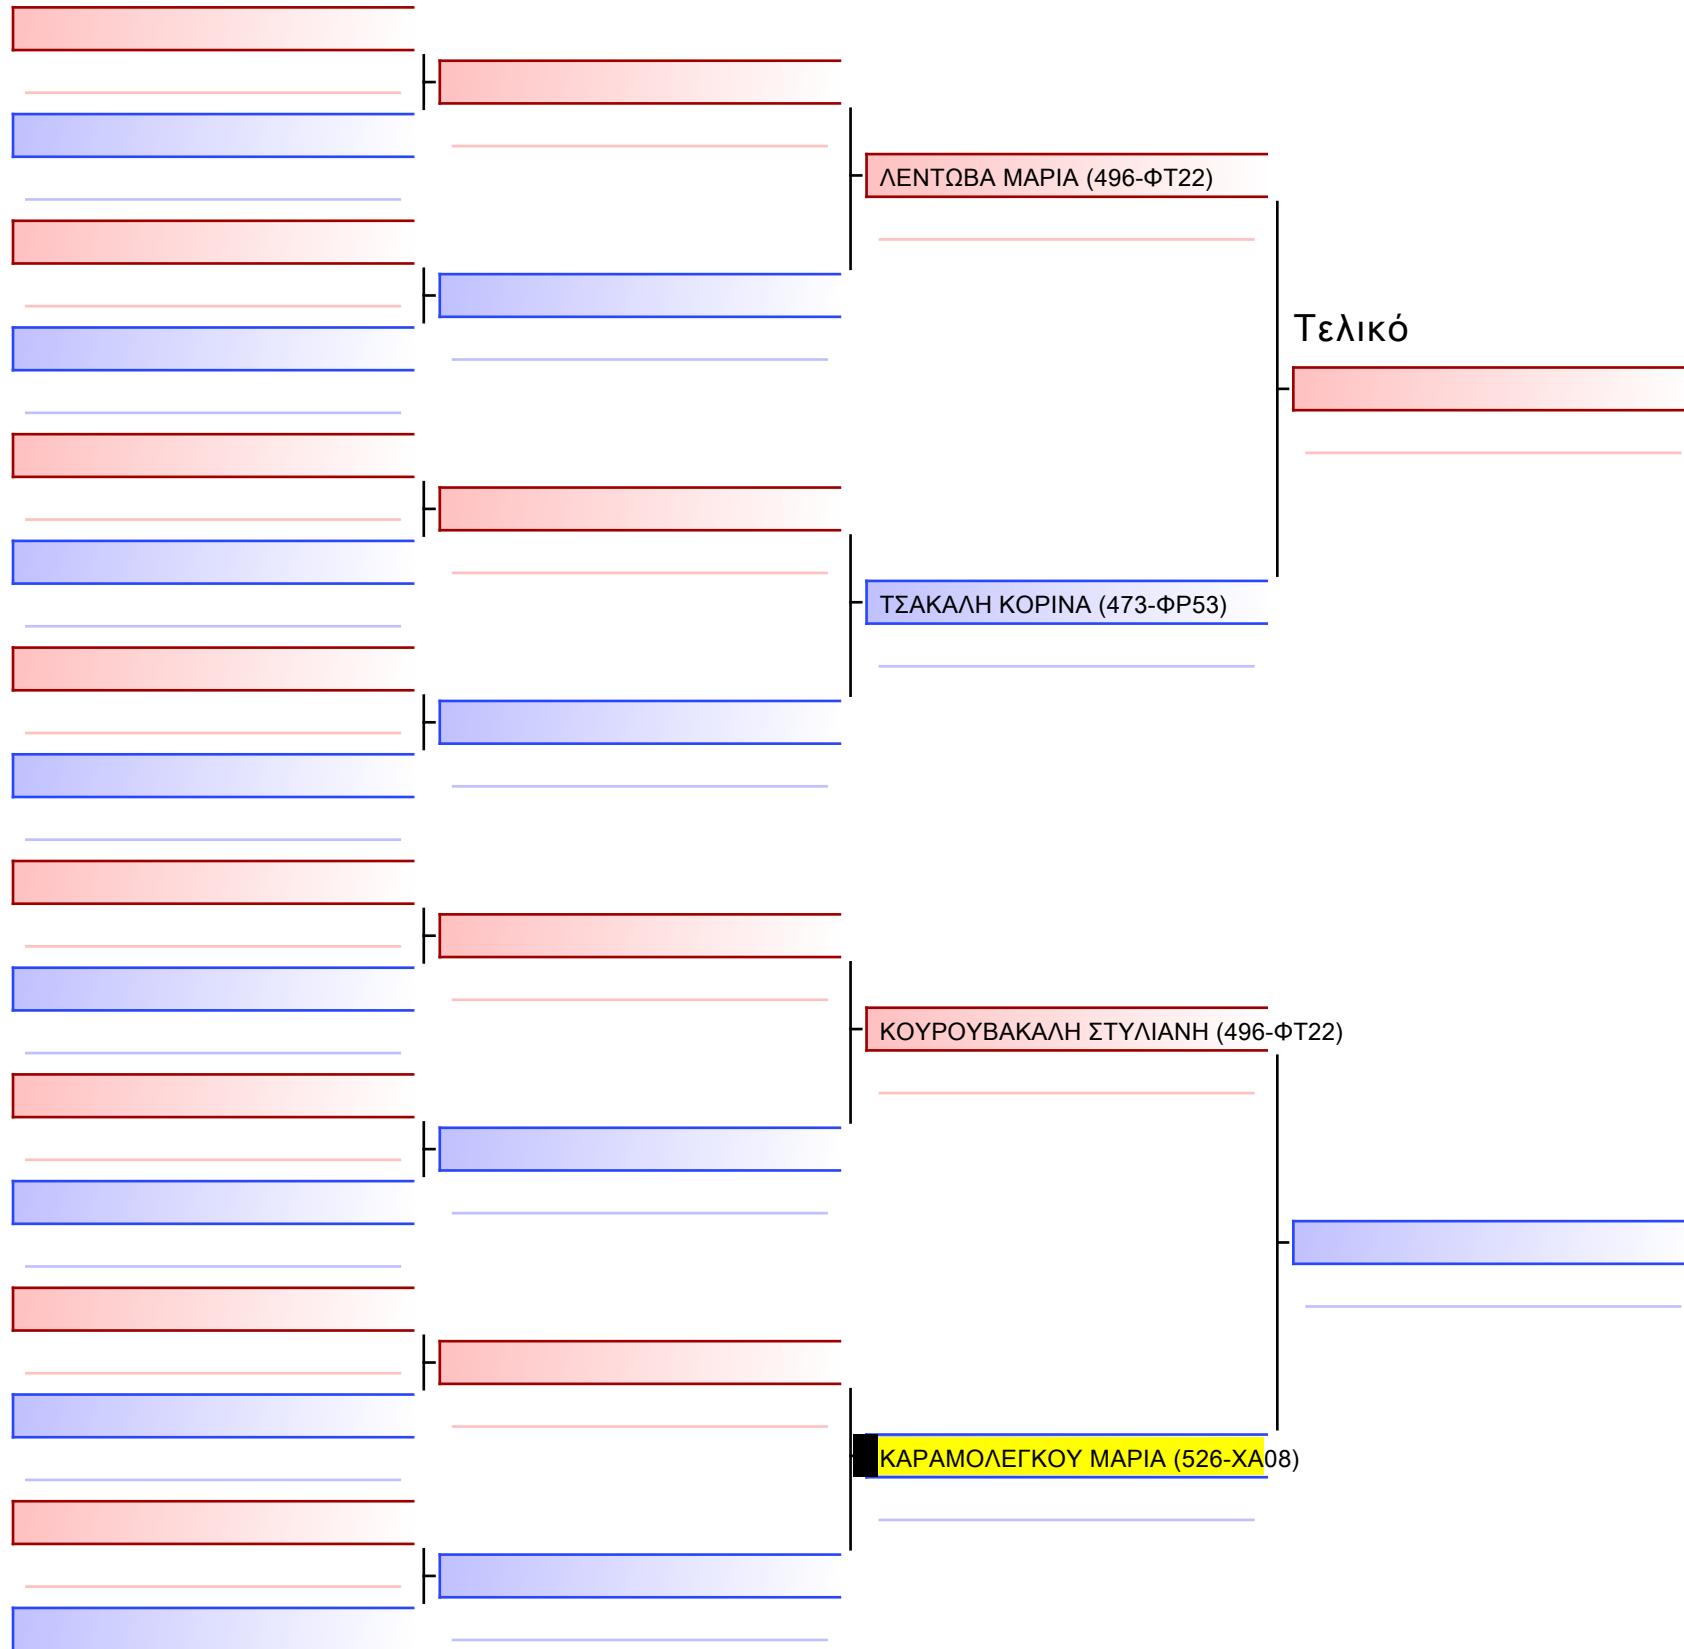 ΛΕΝΤΩΒΑ ΜΑΡΙΑ (496-ΦΤ22)
Τελικό
ΤΣΑΚΑΛΗ ΚΟΡΙΝΑ (473-ΦΡ53)
ΚΟΥΡΟΥΒΑΚΑΛΗ ΣΤΥΛΙΑΝΗ (496-ΦΤ22)
ΚΑΡΑΜΟΛΕΓΚΟΥ ΜΑΡΙΑ (526-ΧΑ08)